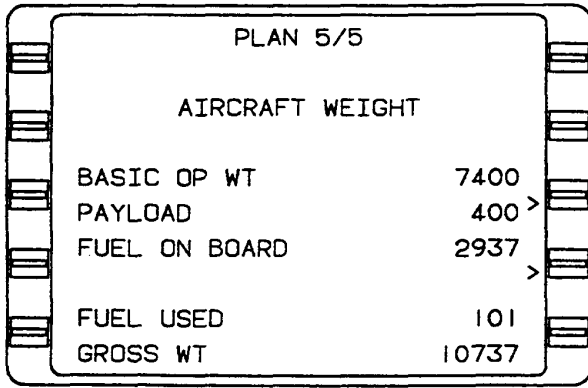 PLAN 5/5
AIRCRAFT WEIGHT
BASIC OP WT 7400
PAYLOAD 400 >
FUEL ON BOARD 2937
>
FUEL USED 101
GROSS WT 10737